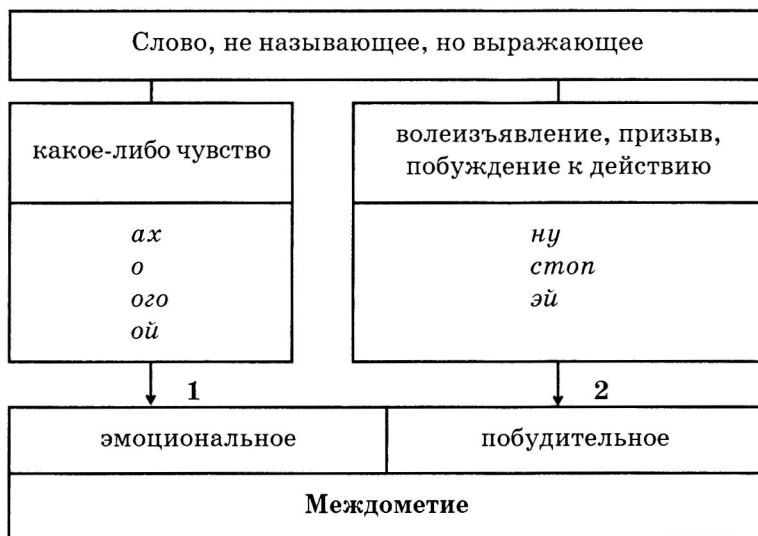 Слово, не называющее, но выражающее
какое-либо чувство
волеизъявление, призыв,
побуждение к действию
ах
о
ого
ой
ну
стоп
эй
1
2
эмоциональное
побудительное
Междометие